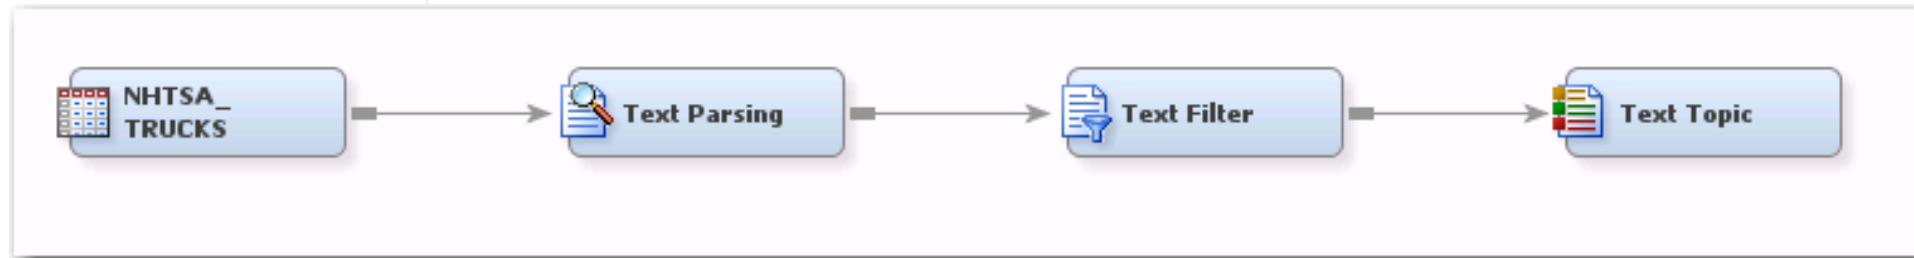 NHTSA_
TRUCKS
Text Parsing
Text Filter
Text Topic